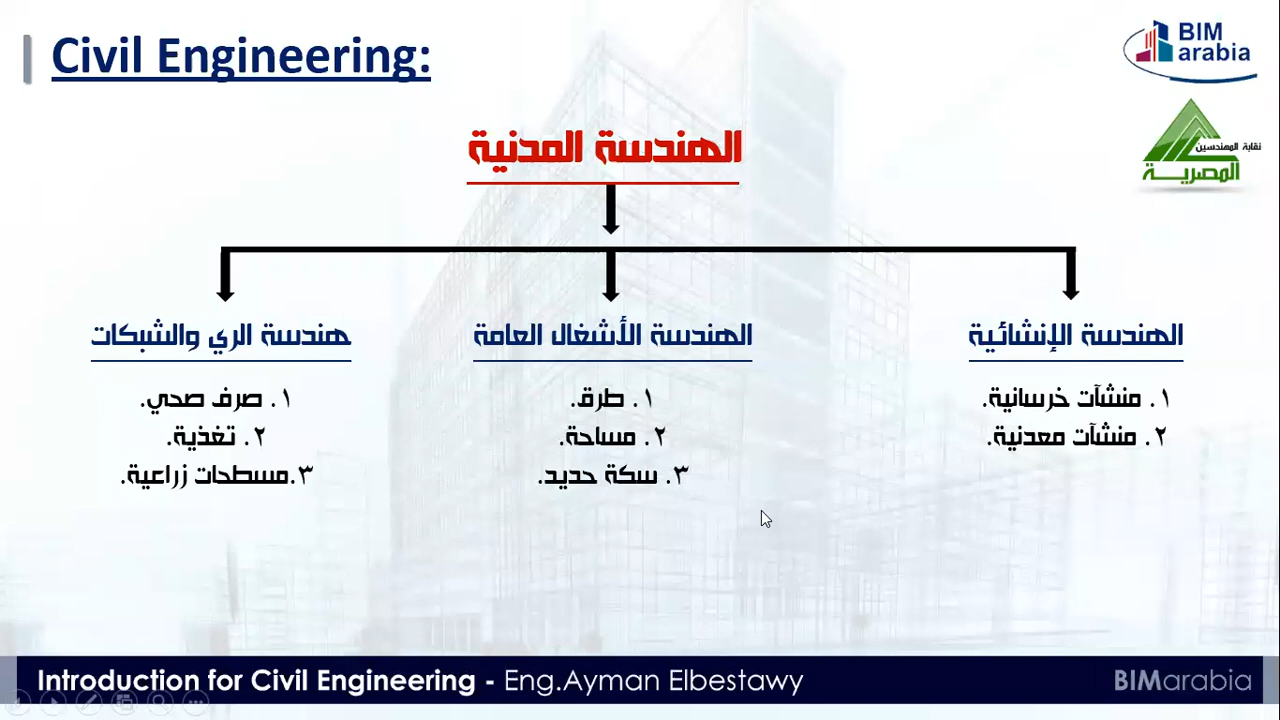 Civil Engineering:
BIM
arabia
نقابة المهندسين
المصرية
الهندسة المدنية
الهندسة الإنشائية
١. منشآت خرسانية.
٢. منشآت معدنية.
الهندسة الأشغال العامة
١. طرق.
٢. مساحة.
٣. سكة حديد.
هندسة الري والشبكات
١. صرف صحي.
٢. تغذية.
٣.مسطحات زراعية.
Introduction for Civil Engineering - Eng.Ayman Elbestawy
BIMarabia